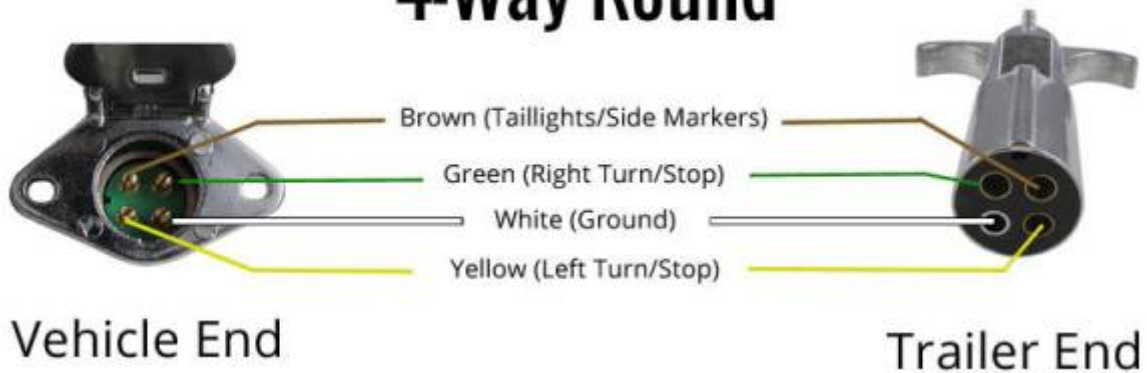 4-Way Round
Brown (Taillights/Side Markers)
Green (Right Turn/Stop)
White (Ground)
Yellow (Left Turn/Stop)
Vehicle End
Trailer End